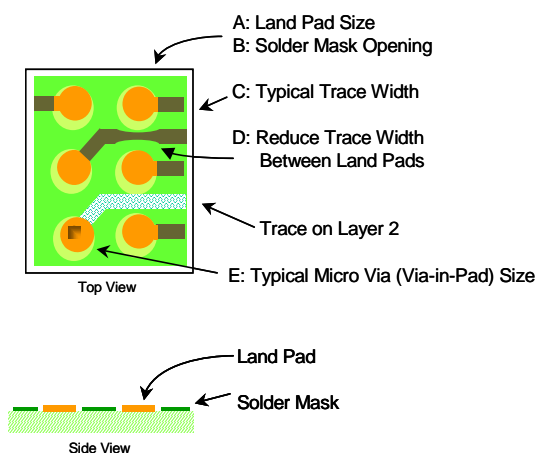 A: Land Pad Size
B: Solder Mask Opening
C: Typical Trace Width
D: Reduce Trace Width
Between Land Pads
Trace on Layer 2
E: Typical Micro Via (Via-in-Pad) Size
Top View
Land Pad
Solder Mask
Side View